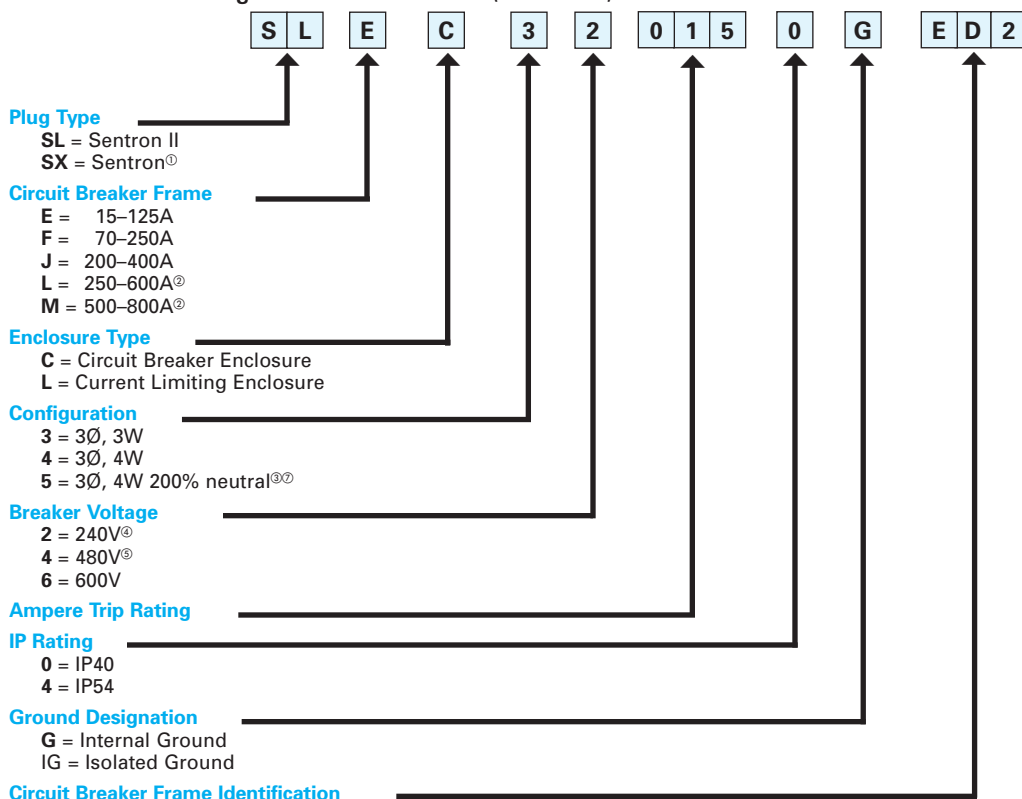 S L E C 3 2 0 1 5 0 G E D 2
Plug Type
SL = Sentron II
SX = Sentron①
Circuit Breaker Frame
E = 15–125A
F = 70–250A
J = 200–400A
L = 250–600A②
M = 500–800A②
Enclosure Type
C = Circuit Breaker Enclosure
L = Current Limiting Enclosure
Configuration
3 = 3Ø, 3W
4 = 3Ø, 4W
5 = 3Ø, 4W 200% neutral③⑦
Breaker Voltage
2 = 240V④
4 = 480V⑤
6 = 600V
Ampere Trip Rating
IP Rating
0 = IP40
4 = IP54
Ground Designation
G = Internal Ground
IG = Isolated Ground
Circuit Breaker Frame Identification